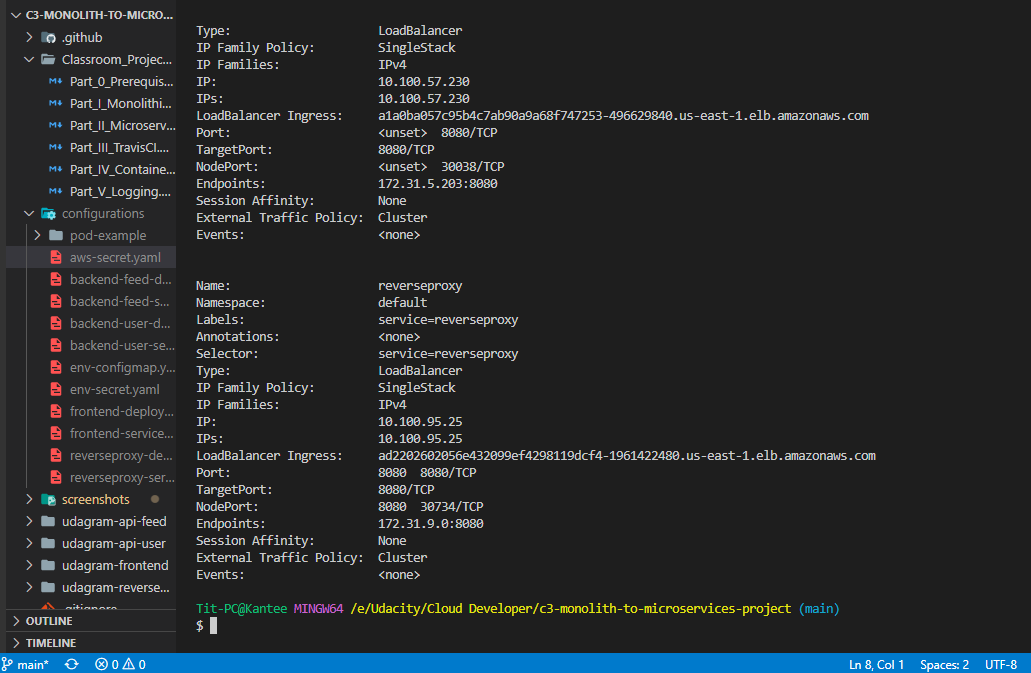 C3-MONOLITH-TO-MICRO...
.github
Classroom_Projec...
Part_0_Prerequis...
Part_I_Monolithi...
Part_II_Microserv...
Part_III_TravisCI....
Part_IV_Containe...
Part_V_Logging....
configurations
pod-example
aws-secret.yaml
backend-feed-d...
backend-feed-s...
backend-user-d...
backend-user-se...
env-configmap.y...
env-secret.yaml
frontend-deploy...
frontend-service...
reverseproxy-de...
reverseproxy-ser...
screenshots
udagram-api-feed
udagram-api-user
udagram-frontend
udagram-reverse...
.gitignore
OUTLINE
TIMELINE
Type: LoadBalancer
IP Family Policy: SingleStack
IP Families: IPv4
IP: 10.100.57.230
IPs: 10.100.57.230
LoadBalancer Ingress: a1a0ba057c95b4c7ab90a9a68f747253-496629840.us-east-1.elb.amazonaws.com
Port: <unset> 8080/TCP
TargetPort: 8080/TCP
NodePort: <unset> 30038/TCP
Endpoints: 172.31.5.203:8080
Session Affinity: None
External Traffic Policy: Cluster
Events: <none>
Name: reverseproxy
Namespace: default
Labels: service=reverseproxy
Annotations: <none>
Selector: service=reverseproxy
Type: LoadBalancer
IP Family Policy: SingleStack
IP Families: IPv4
IP: 10.100.95.25
IPs: 10.100.95.25
LoadBalancer Ingress: ad2202602056e432099ef4298119dcf4-1961422480.us-east-1.elb.amazonaws.com
Port: 8080 8080/TCP
TargetPort: 8080/TCP
NodePort: 8080 30734/TCP
Endpoints: 172.31.9.0:8080
Session Affinity: None
External Traffic Policy: Cluster
Events: <none>
Tit-PC@Kantee MINGW64 /e/Udacity/Cloud Developer/c3-monolith-to-microservices-project (main)
$
main* 0 0 Ln 8, Col 1 Spaces: 2 UTF-8